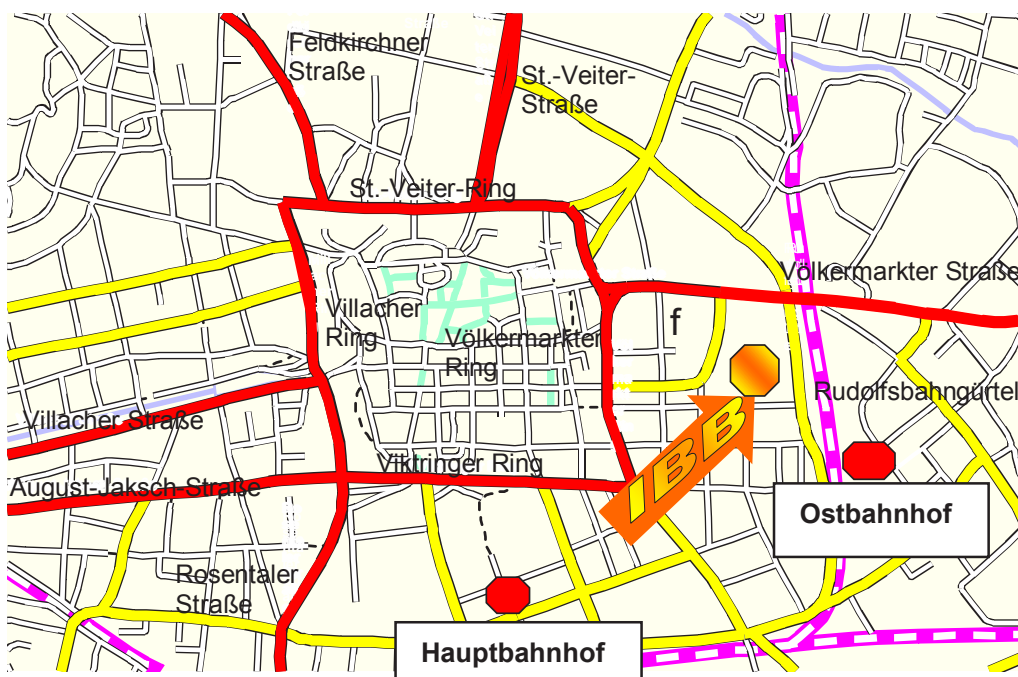 Feldkirchner
Straße
St.-Veiter-
Straße
St.-Veiter-Ring
Völkermarkter Straße
Villacher
Ring
Völkermarkter
Ring
f
Rudolfsbahngürtel
Villacher Straße
IBB
Viktringer Ring
August-Jaksch-Straße
Ostbahnhof
Rosentaler
Straße
Hauptbahnhof